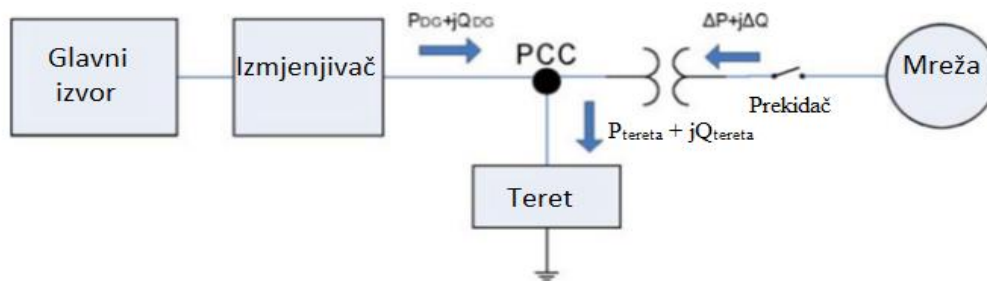 Glavni
izvor
Izmjenjivač
PDG+jQDG
PCC
ΔP+jΔQ
Prekidač
Mreža
Ptereta + jQtereta
Teret